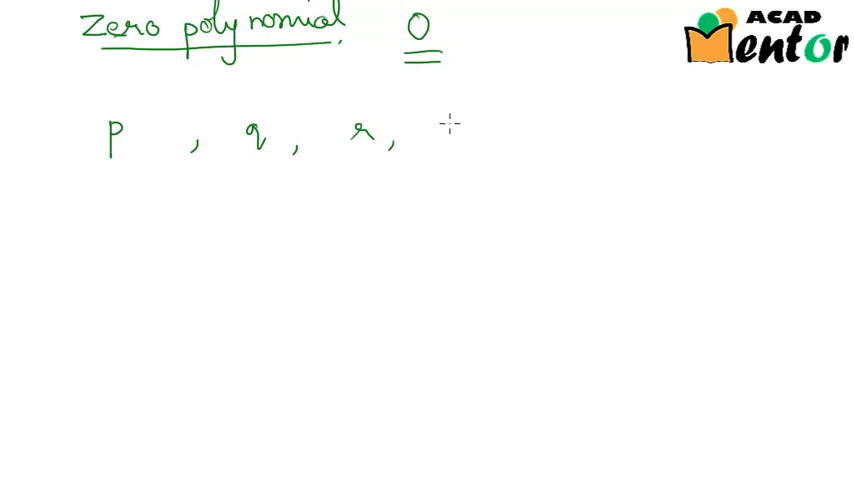 Zero polynomial. 0
ACAD
Mentor
p , q , r ,